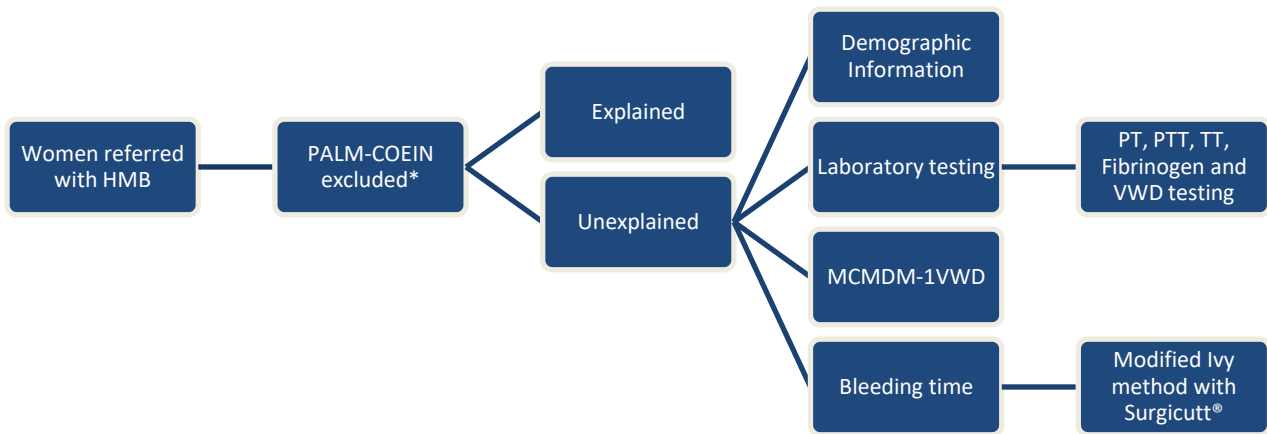 Women referred
with HMB
PALM-COEIN
excluded*
Explained
Unexplained
Demographic
Information
Laboratory testing
MCMDM-1VWD
Bleeding time
PT, PTT, TT,
Fibrinogen and
VWD testing
Modified Ivy
method with
Surgicutt®